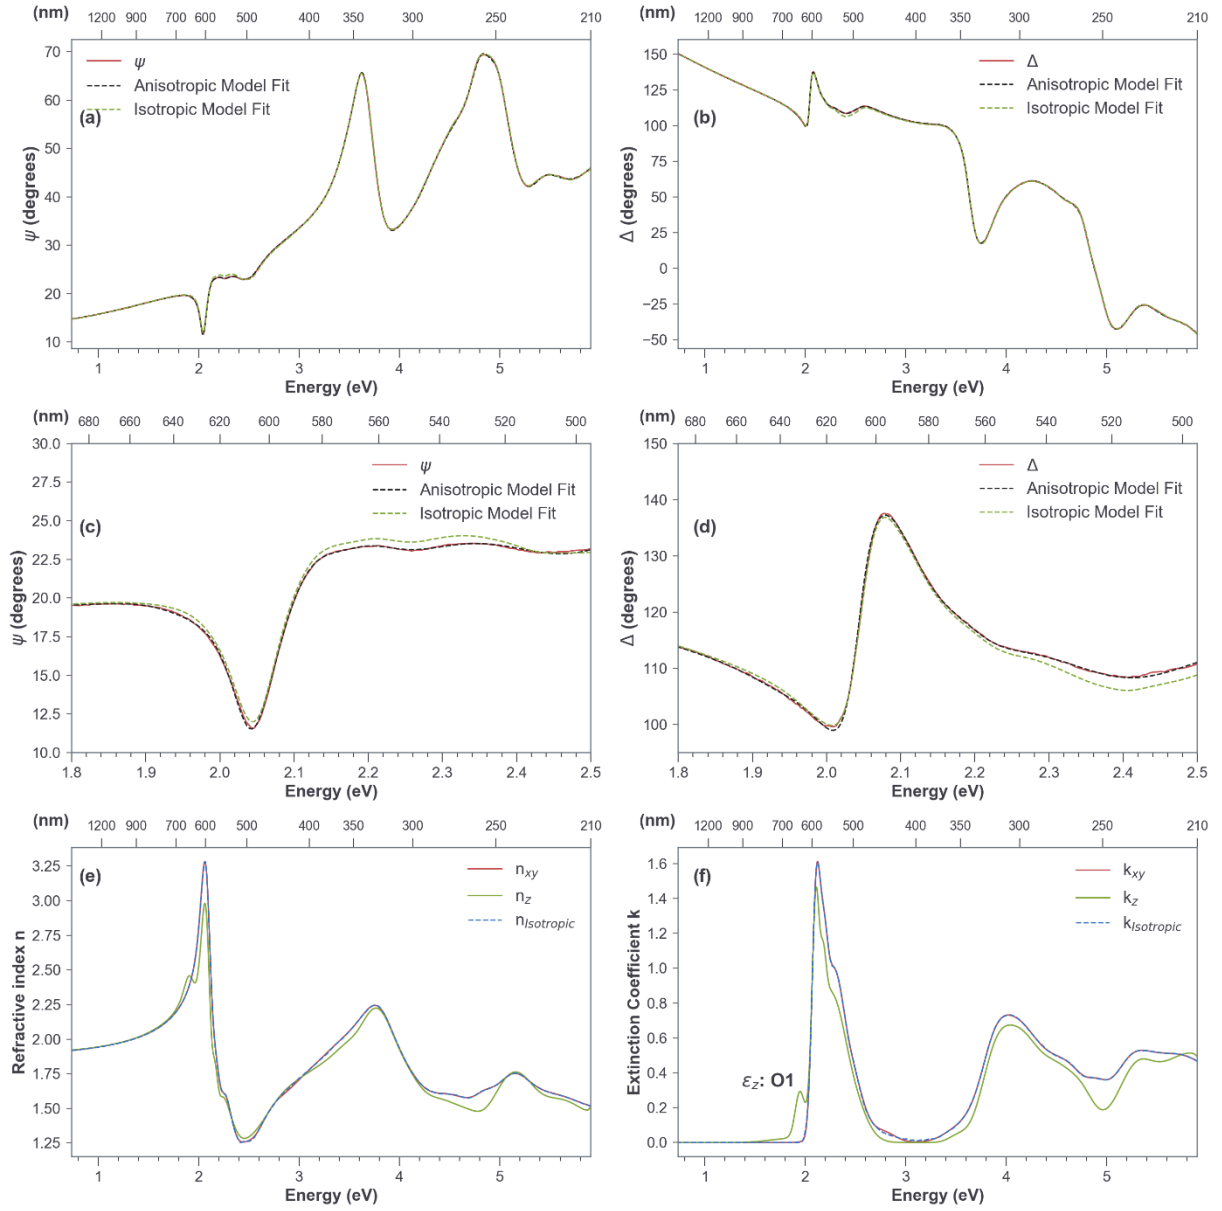 (nm) 1200 900 700 600 500 400 350 300 250 210
70
60
50
40
30
20
10
ψ (degrees)
ψ
Anisotropic Model Fit
Isotropic Model Fit
(a)
1 2 3 4 5
Energy (eV)
(nm) 1200 900 700 600 500 400 350 300 250 210
150
125
100
75
50
25
0
−25
−50
Δ (degrees)
Δ
Anisotropic Model Fit
Isotropic Model Fit
(b)
1 2 3 4 5
Energy (eV)
(nm) 680 660 640 620 600 580 560 540 520 500
30.0
27.5
25.0
22.5
20.0
17.5
15.0
12.5
10.0
ψ (degrees)
ψ
Anisotropic Model Fit
Isotropic Model Fit
(c)
1.8 1.9 2.0 2.1 2.2 2.3 2.4 2.5
Energy (eV)
(nm) 680 660 640 620 600 580 560 540 520 500
150
140
130
120
110
100
Δ (degrees)
Δ
Anisotropic Model Fit
Isotropic Model Fit
(d)
1.8 1.9 2.0 2.1 2.2 2.3 2.4 2.5
Energy (eV)
(nm) 1200 900 700 600 500 400 350 300 250 210
3.25
3.00
2.75
2.50
2.25
2.00
1.75
1.50
1.25
Refractive index n
(e)
n_xy
n_z
n_Isotropic
1 2 3 4 5
Energy (eV)
(nm) 1200 900 700 600 500 400 350 300 250 210
1.6
1.4
1.2
1.0
0.8
0.6
0.4
0.2
0.0
Extinction Coefficient k
(f)
k_xy
k_z
k_Isotropic
ε_z: O1
1 2 3 4 5
Energy (eV)